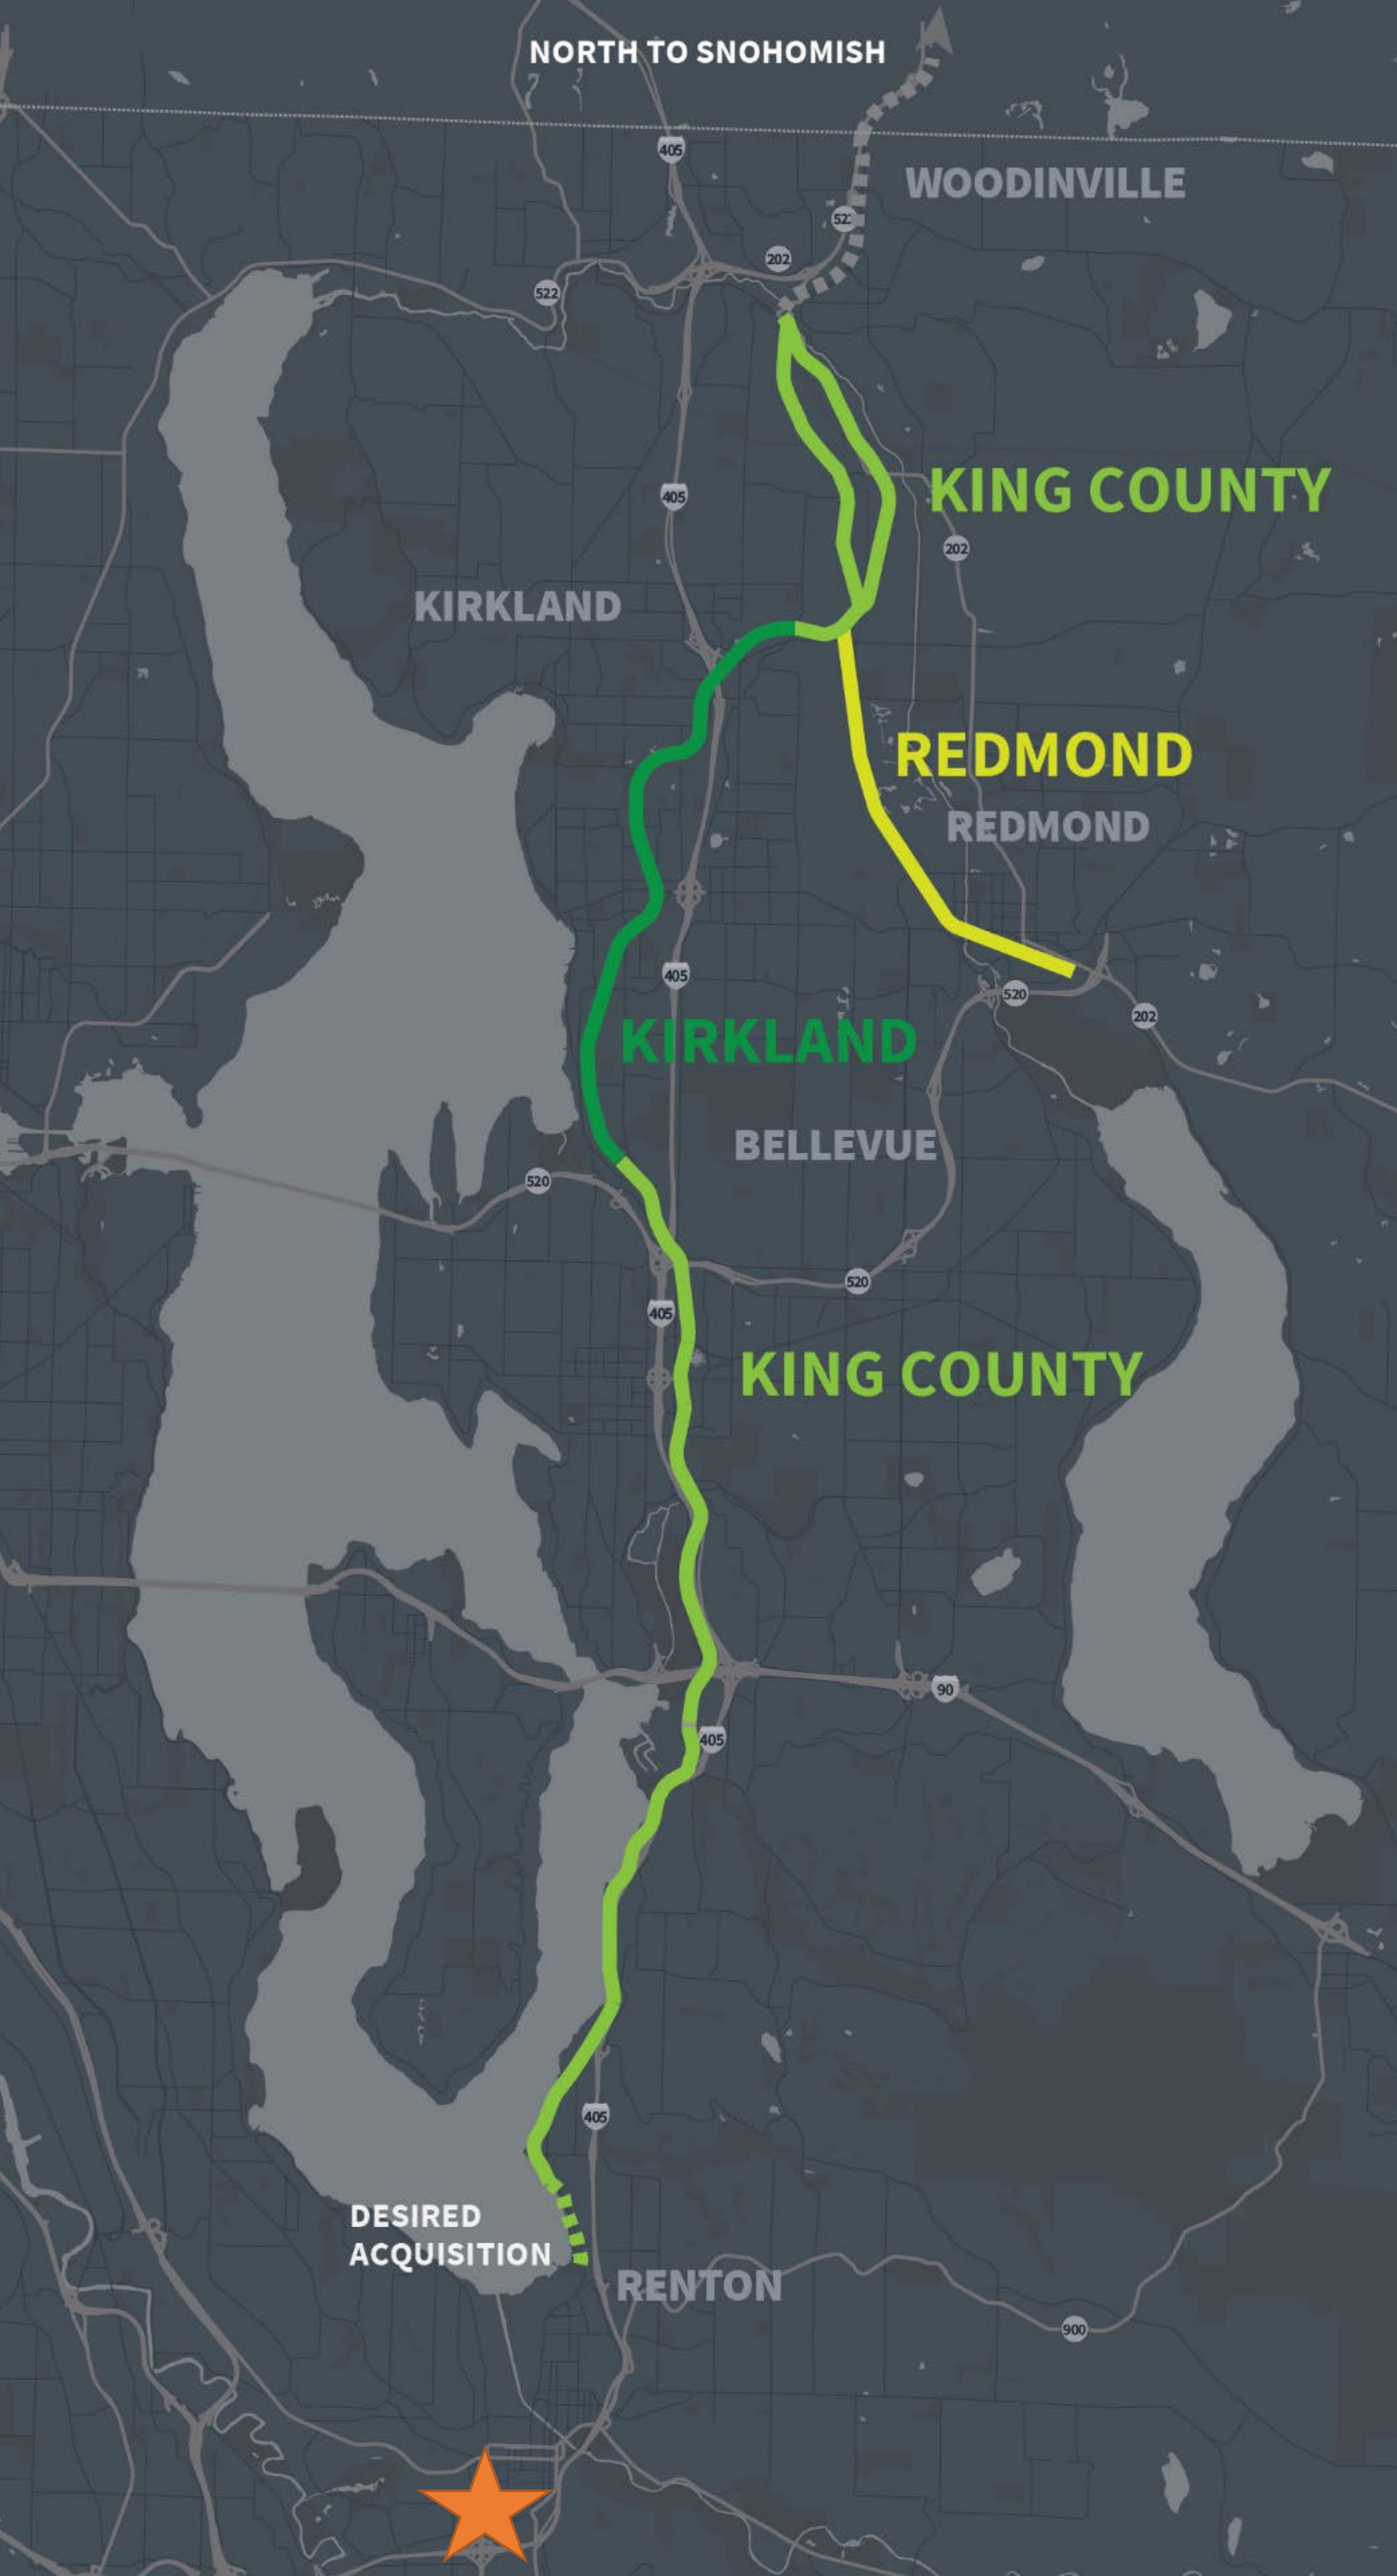 NORTH TO SNOHOMISH
405
WOODINVILLE
522
202
522
KING COUNTY
405
202
KIRKLAND
REDMOND
REDMOND
405
520
202
KIRKLAND
BELLEVUE
520
520
405
KING COUNTY
90
405
405
DESIRED
ACQUISITION
RENTON
900